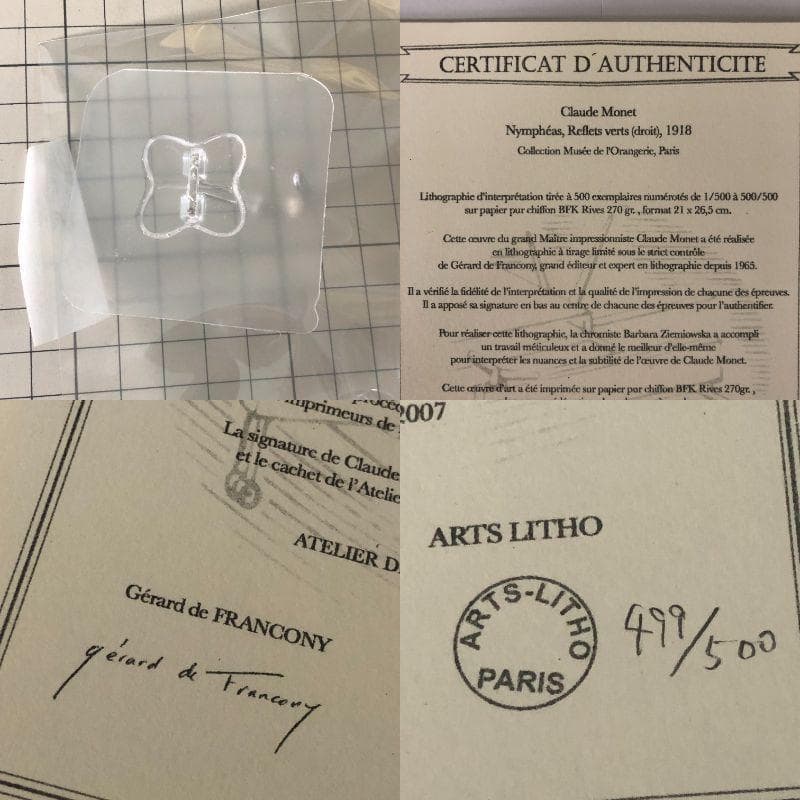 CERTIFICAT D´AUTHENTICITE
Claude Monet
Nymphéas, Reflets verts (droit), 1918
Collection Musée de l'Orangerie, Paris
Lithographie d'interprétation tirée à 500 exemplaires numérotés de 1/500 à 500/500
sur papier pur chiffon BFK Rives 270 gr. , format 21 x 26,5 cm.
Cette œuvre du grand Maître impressionniste Claude Monet a été réalisée
en lithographie à tirage limité sous le strict contrôle
de Gérard de Francony, grand éditeur et expert en lithographie depuis 1965.
Il a vérifié la fidélité de l'interprétation et la qualité de l'impression de chacune des épreuves.
Il a apposé sa signature en bas au centre de chacune des épreuves pour l'authentifier.
Pour réaliser cette lithographie, la chromiste Barbara Ziemiowska a accompli
un travail méticuleux et a donné le meilleur d'elle-même
pour interpréter les nuances et la subtilité de l'œuvre de Claude Monet.
Cette œuvre d'art a été imprimée sur papier pur chiffon BFK Rives 270gr. ,
imprimeurs de
La signature de Claude
et le cachet de l'Atelie
ATELIER D
Gérard de FRANCONY
gérard de Francony
2007
ARTS LITHO
ARTS-LITHO
PARIS
499/500